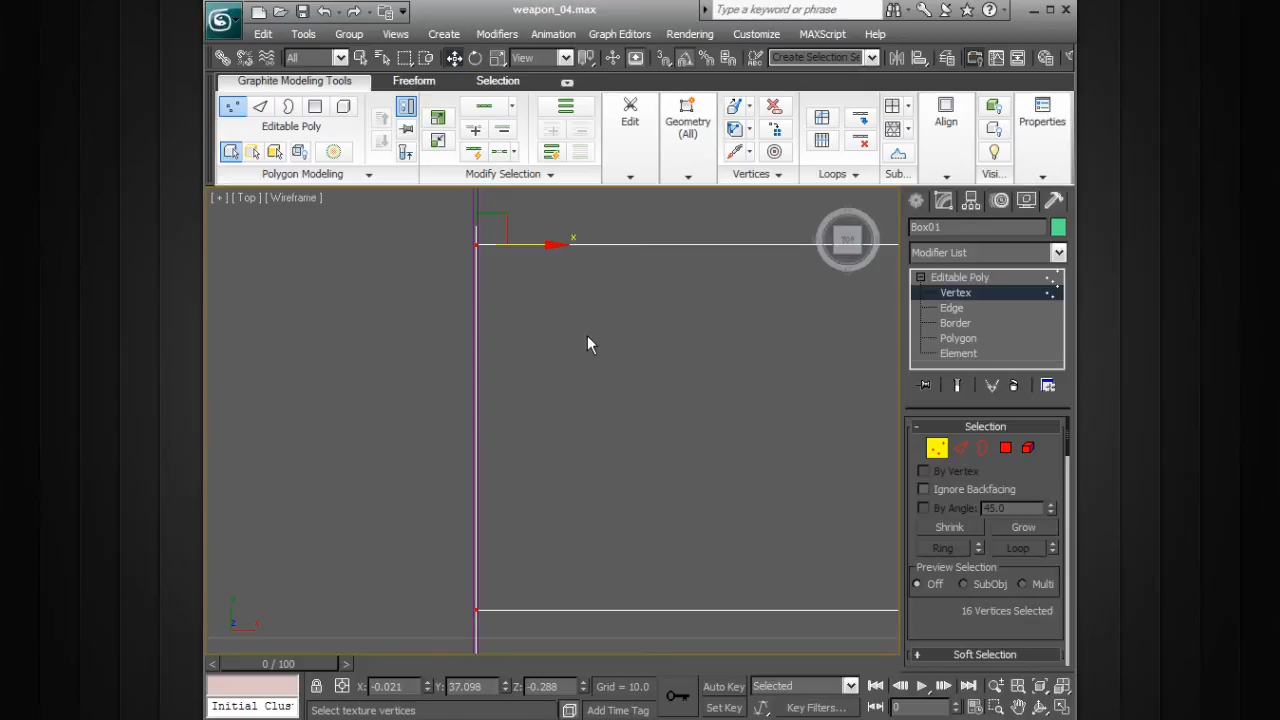 weapon_04.max
Type a keyword or phrase
Edit Tools Group Views Create Modifiers Animation Graph Editors Rendering Customize MAXScript Help
All View Create Selection Se
Graphite Modeling Tools Freeform Selection
Editable Poly Edit Geometry (All) Align Properties
Polygon Modeling Modify Selection Vertices Loops Sub... Visi...
[ + ] [ Top ] [ Wireframe ]
x
TOP
Box01
Modifier List
Editable Poly
Vertex
Edge
Border
Polygon
Element
Selection
By Vertex
Ignore Backfacing
By Angle: 45.0
Shrink Grow
Ring Loop
Preview Selection
Off SubObj Multi
16 Vertices Selected
Soft Selection
0 / 100
X: -0.021 Y: 37.098 Z: -0.288 Grid = 10.0 Auto Key Selected
Initial Clus Select texture vertices Add Time Tag Set Key Key Filters... 0